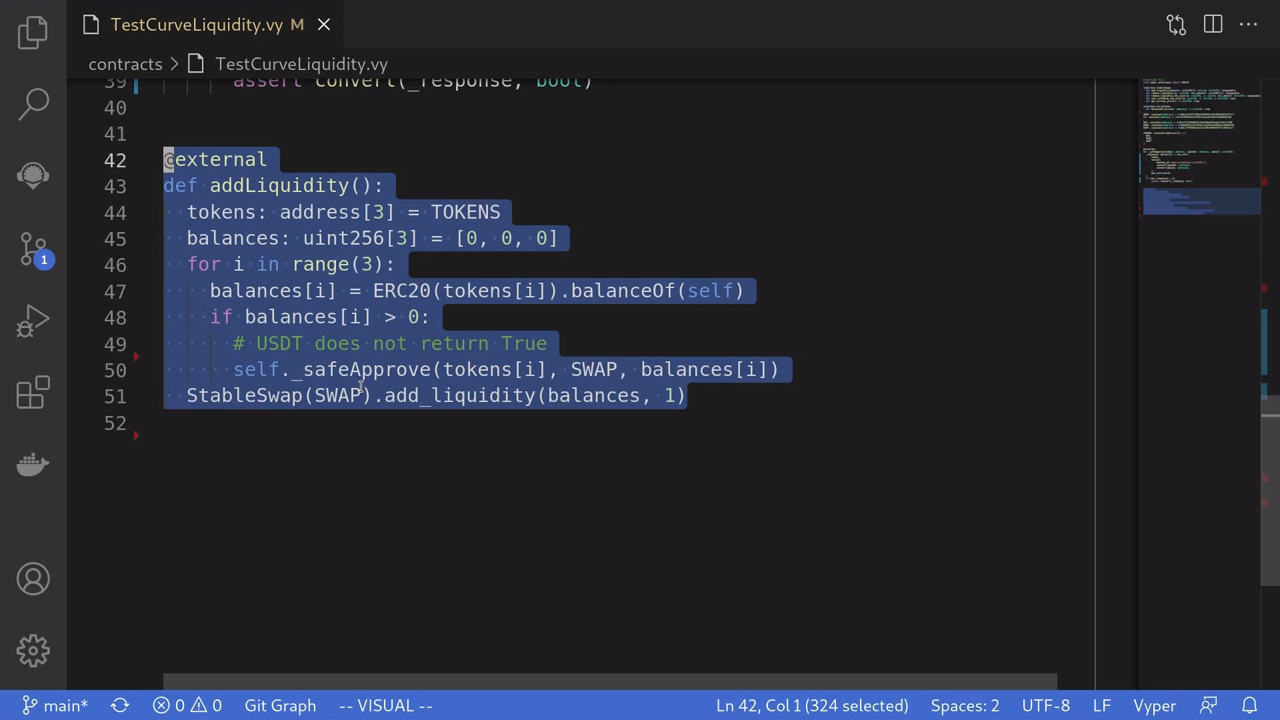 TestCurveLiquidity.vy M
contracts > TestCurveLiquidity.vy
39 assert convert(_response, bool)
40
41
42 @external
43 def addLiquidity():
44 tokens: address[3] = TOKENS
45 balances: uint256[3] = [0, 0, 0]
46 for i in range(3):
47 balances[i] = ERC20(tokens[i]).balanceOf(self)
48 if balances[i] > 0:
49 # USDT does not return True
50 self._safeApprove(tokens[i], SWAP, balances[i])
51 StableSwap(SWAP).add_liquidity(balances, 1)
52
1
main* 0 0 Git Graph -- VISUAL -- Ln 42, Col 1 (324 selected) Spaces: 2 UTF-8 LF Vyper